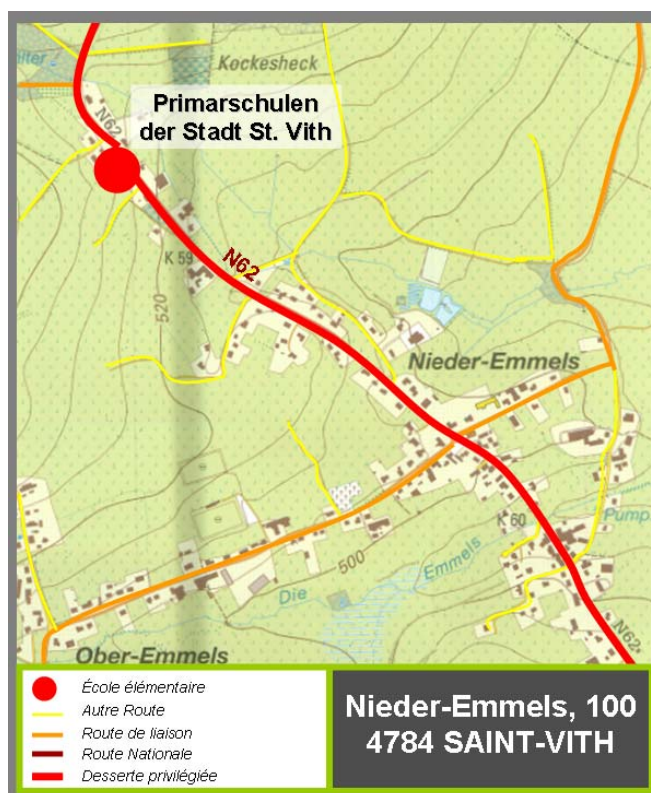 Kockesheck
Primarschulen
der Stadt St. Vith
N62
K 59
N62
520
Nieder-Emmels
K 60
Pump
500
Emmels
Die
N62
Ober-Emmels
École élémentaire
Autre Route
Route de liaison
Route Nationale
Desserte privilégiée
Nieder-Emmels, 100
4784 SAINT-VITH